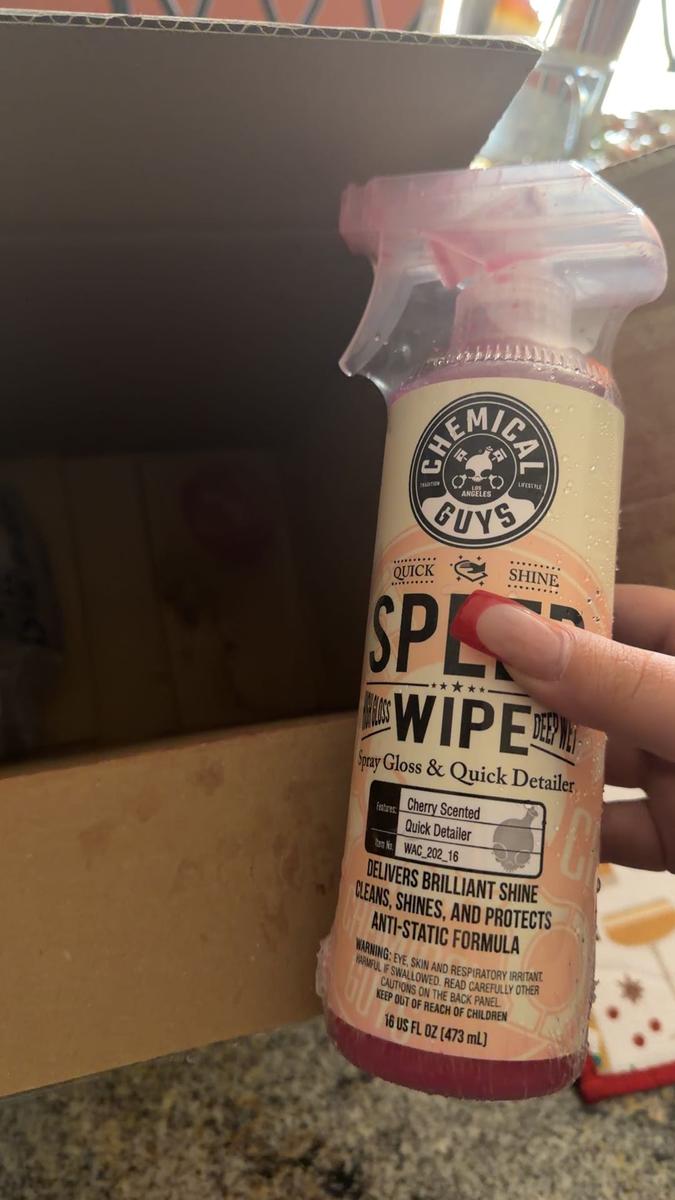 CHEMICAL
TRADITION
LIFESTYLE
LOS
ANGELES
GUYS
QUICK SHINE
SPEED
HIGH GLOSS WIPE DEEP WET
Spray Gloss & Quick Detailer
Features: Cherry Scented
Quick Detailer
Item No. WAC_202_16
DELIVERS BRILLIANT SHINE
CLEANS, SHINES, AND PROTECTS
ANTI-STATIC FORMULA
WARNING: EYE, SKIN AND RESPIRATORY IRRITANT.
HARMFUL IF SWALLOWED. READ CAREFULLY OTHER
CAUTIONS ON THE BACK PANEL.
KEEP OUT OF REACH OF CHILDREN
16 US FL OZ (473 mL)